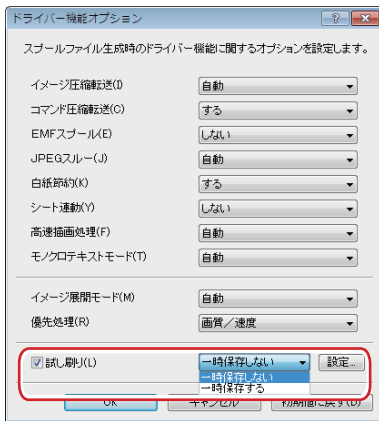 ドライバー機能オプション
スプールファイル生成時のドライバー機能に関するオプションを設定します。
イメージ圧縮転送(I) 自動
コマンド圧縮転送(C) する
EMFスプール(E) しない
JPEGスルー(J) 自動
白紙節約(K) する
シート連動(Y) しない
高速描画処理(F) 自動
モノクロテキストモード(T) 自動
イメージ展開モード(M) 自動
優先処理(R) 画質／速度
試し刷り(L) 一時保存しない 設定...
一時保存しない
一時保存する
OK キャンセル 初期値に戻す(D)